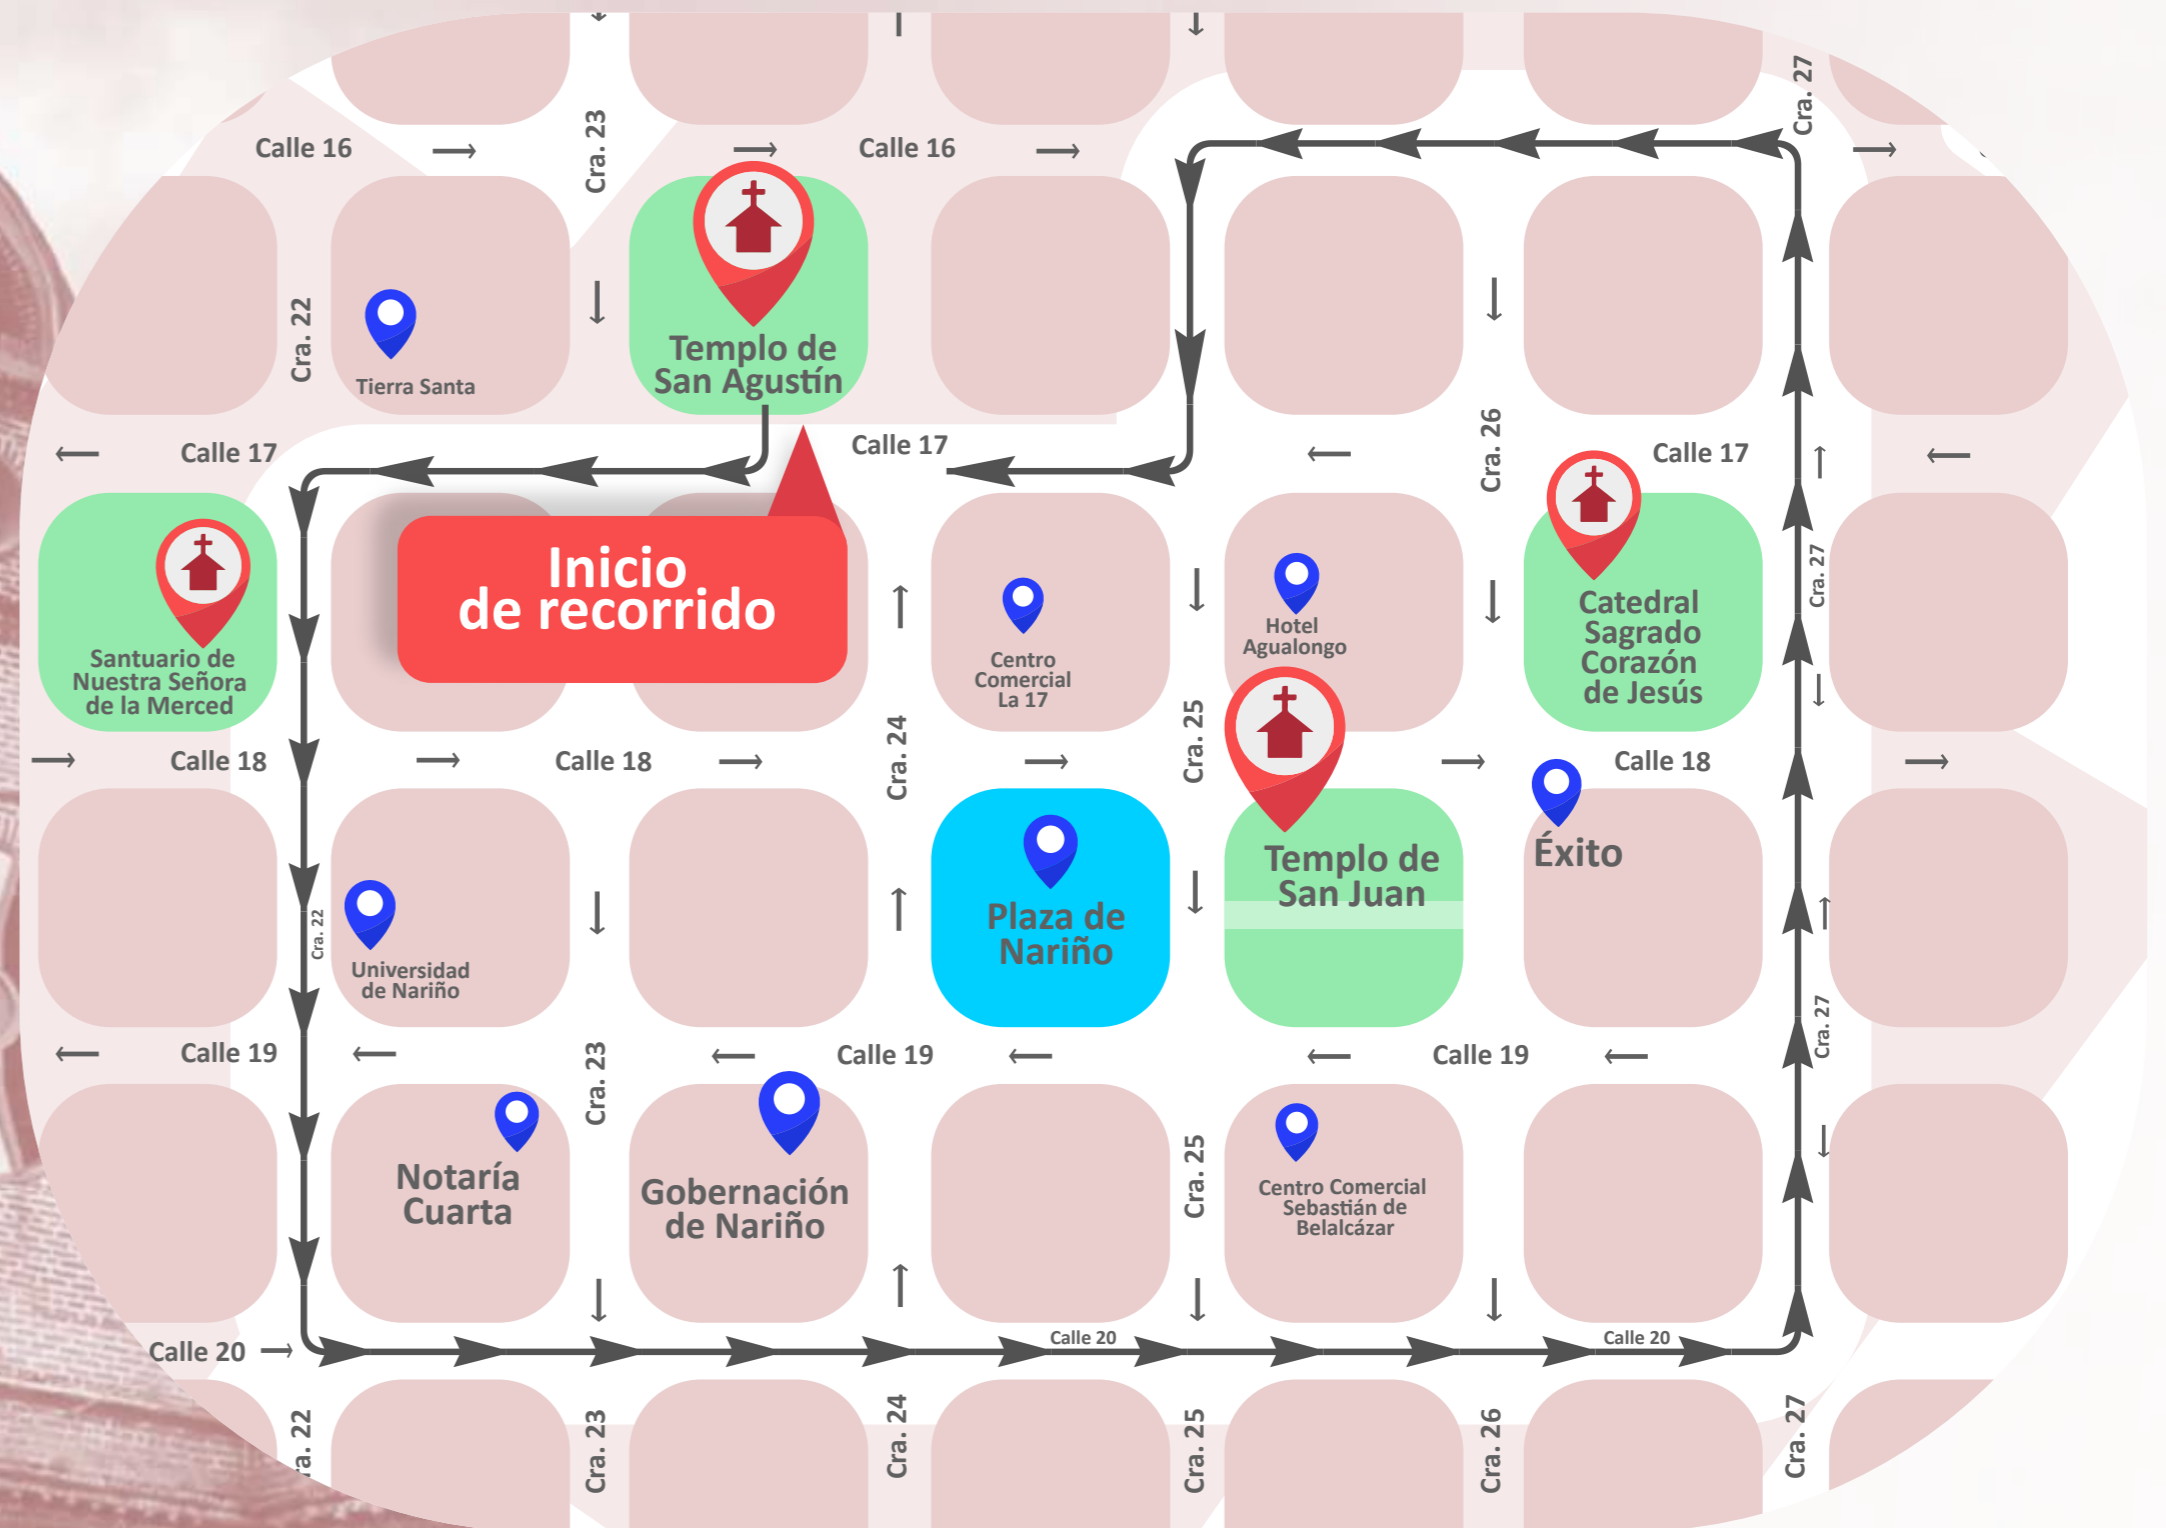 Cra. 27
Cra. 23
Calle 16
Calle 16
Cra. 22
Tierra Santa
Templo de
San Agustín
Calle 17
Calle 17
Cra. 26
Calle 17
Inicio
de recorrido
Santuario de
Nuestra Señora
de la Merced
Centro
Comercial
La 17
Hotel
Agualongo
Catedral
Sagrado
Corazón
de Jesús
Cra. 27
Cra. 24
Cra. 25
Calle 18
Calle 18
Calle 18
Cra. 22
Universidad
de Nariño
Plaza de
Nariño
Templo de
San Juan
Éxito
Cra. 27
Calle 19
Calle 19
Calle 19
Cra. 23
Notaría
Cuarta
Gobernación
de Nariño
Cra. 25
Centro Comercial
Sebastián de
Belalcázar
Calle 20
Calle 20
Calle 20
ra. 22
Cra. 23
Cra. 24
Cra. 25
Cra. 26
Cra. 27